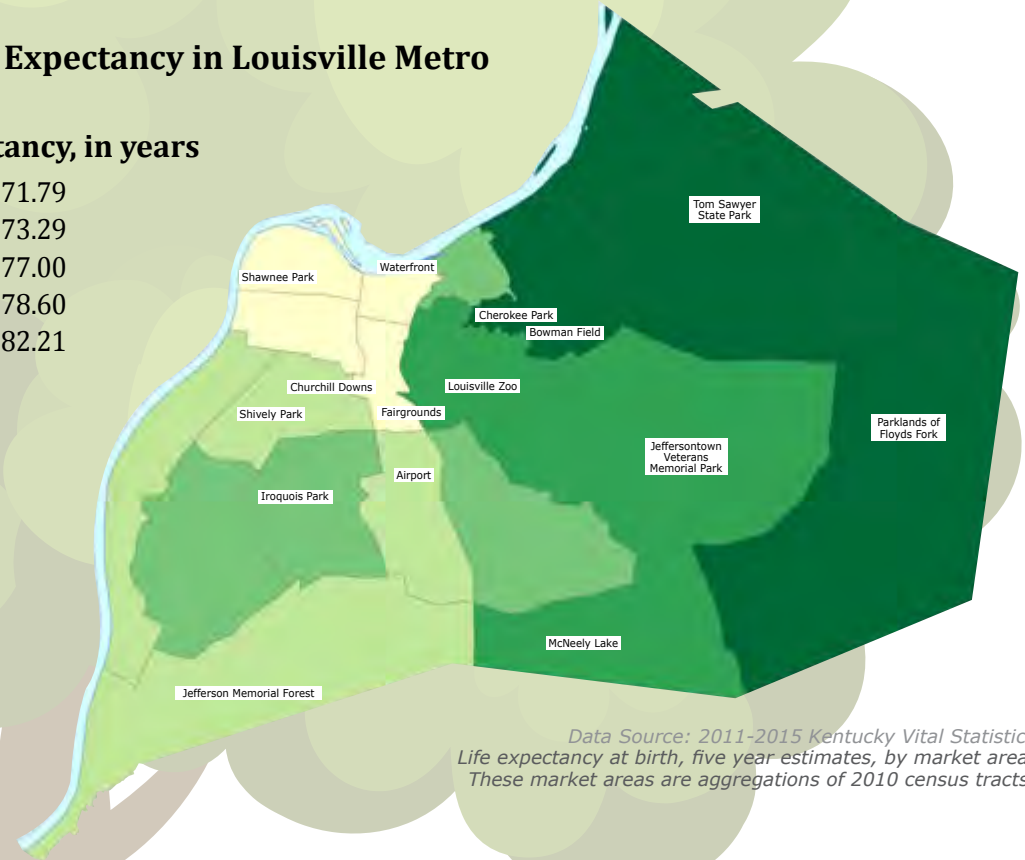 Expectancy in Louisville Metro
tancy, in years
71.79
73.29
77.00
78.60
82.21
Tom Sawyer
State Park
Waterfront
Shawnee Park
Cherokee Park
Bowman Field
Churchill Downs
Louisville Zoo
Shively Park
Fairgrounds
Parklands of
Floyds Fork
Jeffersontown
Veterans
Memorial Park
Airport
Iroquois Park
McNeely Lake
Jefferson Memorial Forest
Data Source: 2011-2015 Kentucky Vital Statistic
Life expectancy at birth, five year estimates, by market area
These market areas are aggregations of 2010 census tracts